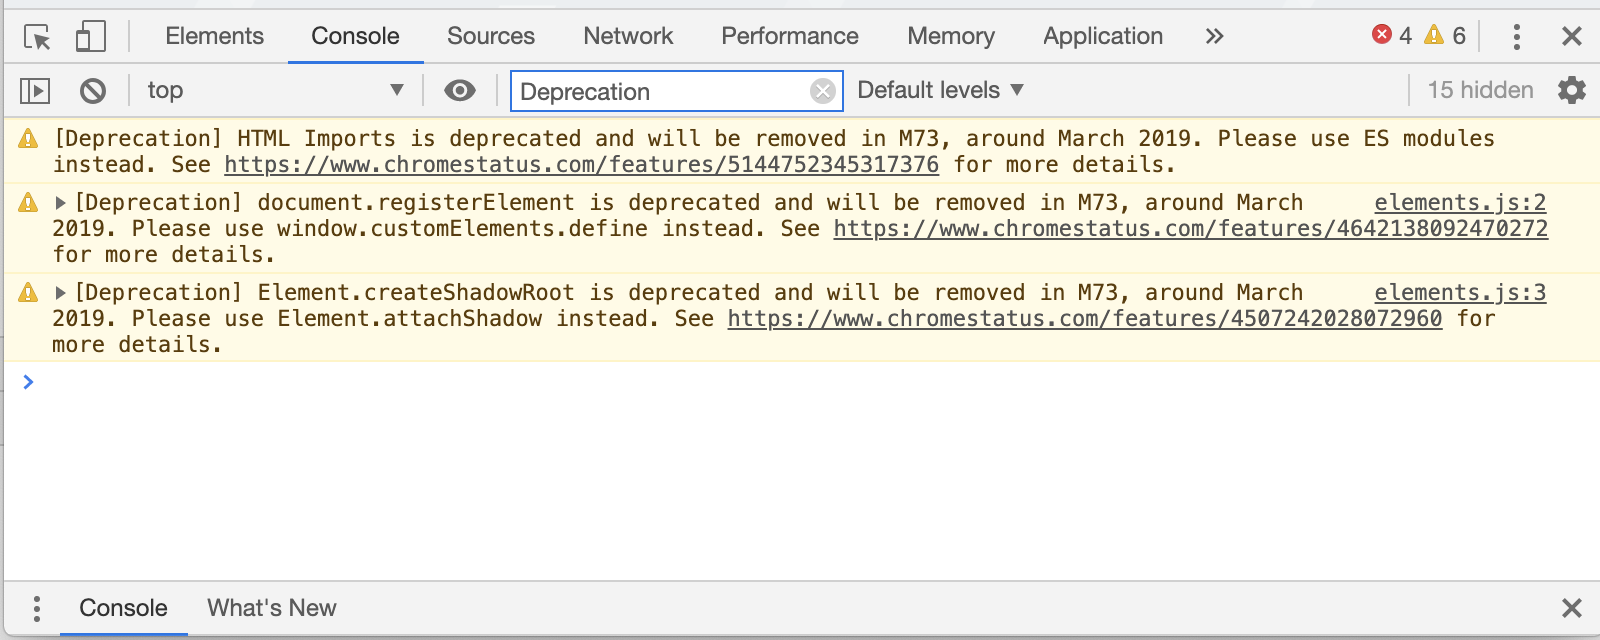 Elements Console Sources Network Performance Memory Application » 4 6
top Deprecation Default levels 15 hidden
[Deprecation] HTML Imports is deprecated and will be removed in M73, around March 2019. Please use ES modules
instead. See https://www.chromestatus.com/features/5144752345317376 for more details.
[Deprecation] document.registerElement is deprecated and will be removed in M73, around March elements.js:2
2019. Please use window.customElements.define instead. See https://www.chromestatus.com/features/4642138092470272
for more details.
[Deprecation] Element.createShadowRoot is deprecated and will be removed in M73, around March elements.js:3
2019. Please use Element.attachShadow instead. See https://www.chromestatus.com/features/4507242028072960 for
more details.
Console What's New